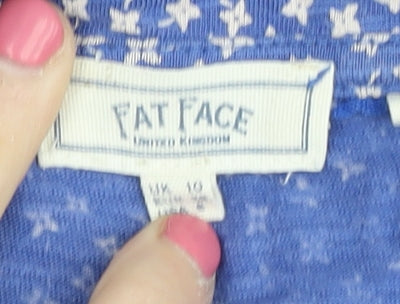 FAT FACE
UNITED KINGDOM
UK 10